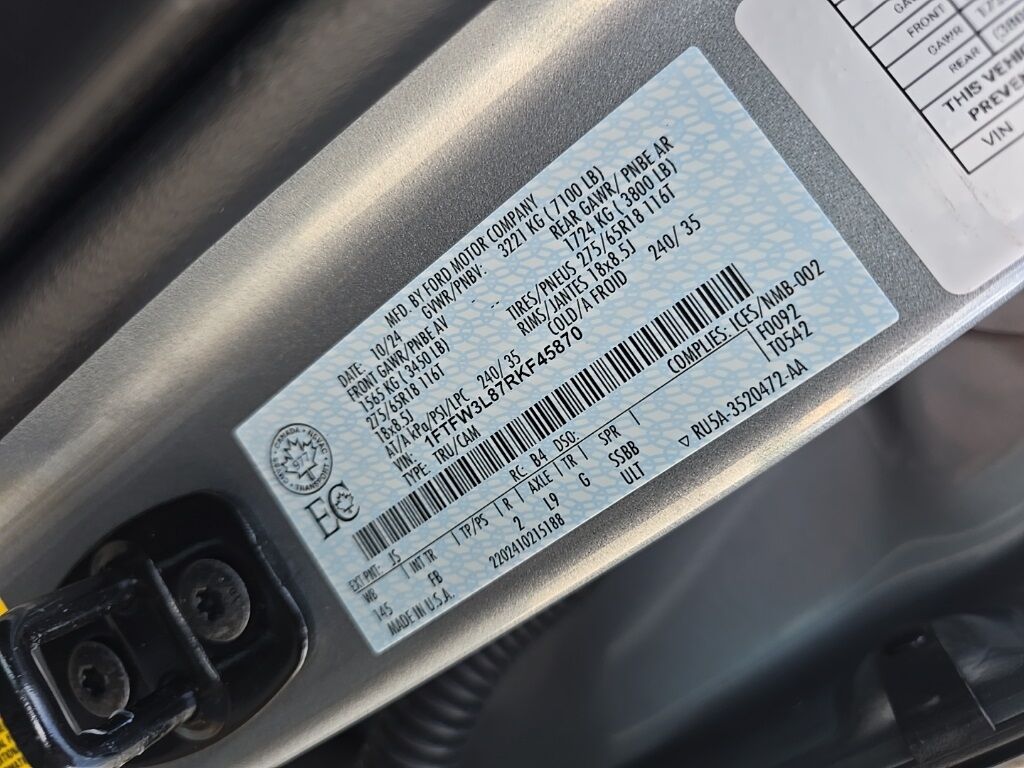 GAWR
FRONT
GAWR
REAR
THIS VEHI
PREVEN
VIN
MFD. BY FORD MOTOR COMPANY
DATE: 10/24 GVWR/PNBV: 3221 KG ( 7100 LB)
FRONT GAWR/PNBE AV REAR GAWR/ PNBE AR
1565 KG ( 3450 LB) 1724 KG ( 3800 LB)
275/65R18 116T TIRES/PNEUS 275/65R18 116T
18x8.5J RIMS/JANTES 18x8.5J
AT/A kPa/PSI/LPC 240/ 35 COLD/A FROID 240/ 35
VIN: 1FTFW3L87RKF45870
TYPE: TRU/CAM
COMPLIES: ICES/NMB-002
EXT PNT: JS RC: B4 DSO: F0092
WB INT TR TP/PS R AXLE TR SPR T0542
145 FB 2 L9 G SSBB
MADE IN U.S.A. 22024102151BB ULT RU5A-3520472-AA